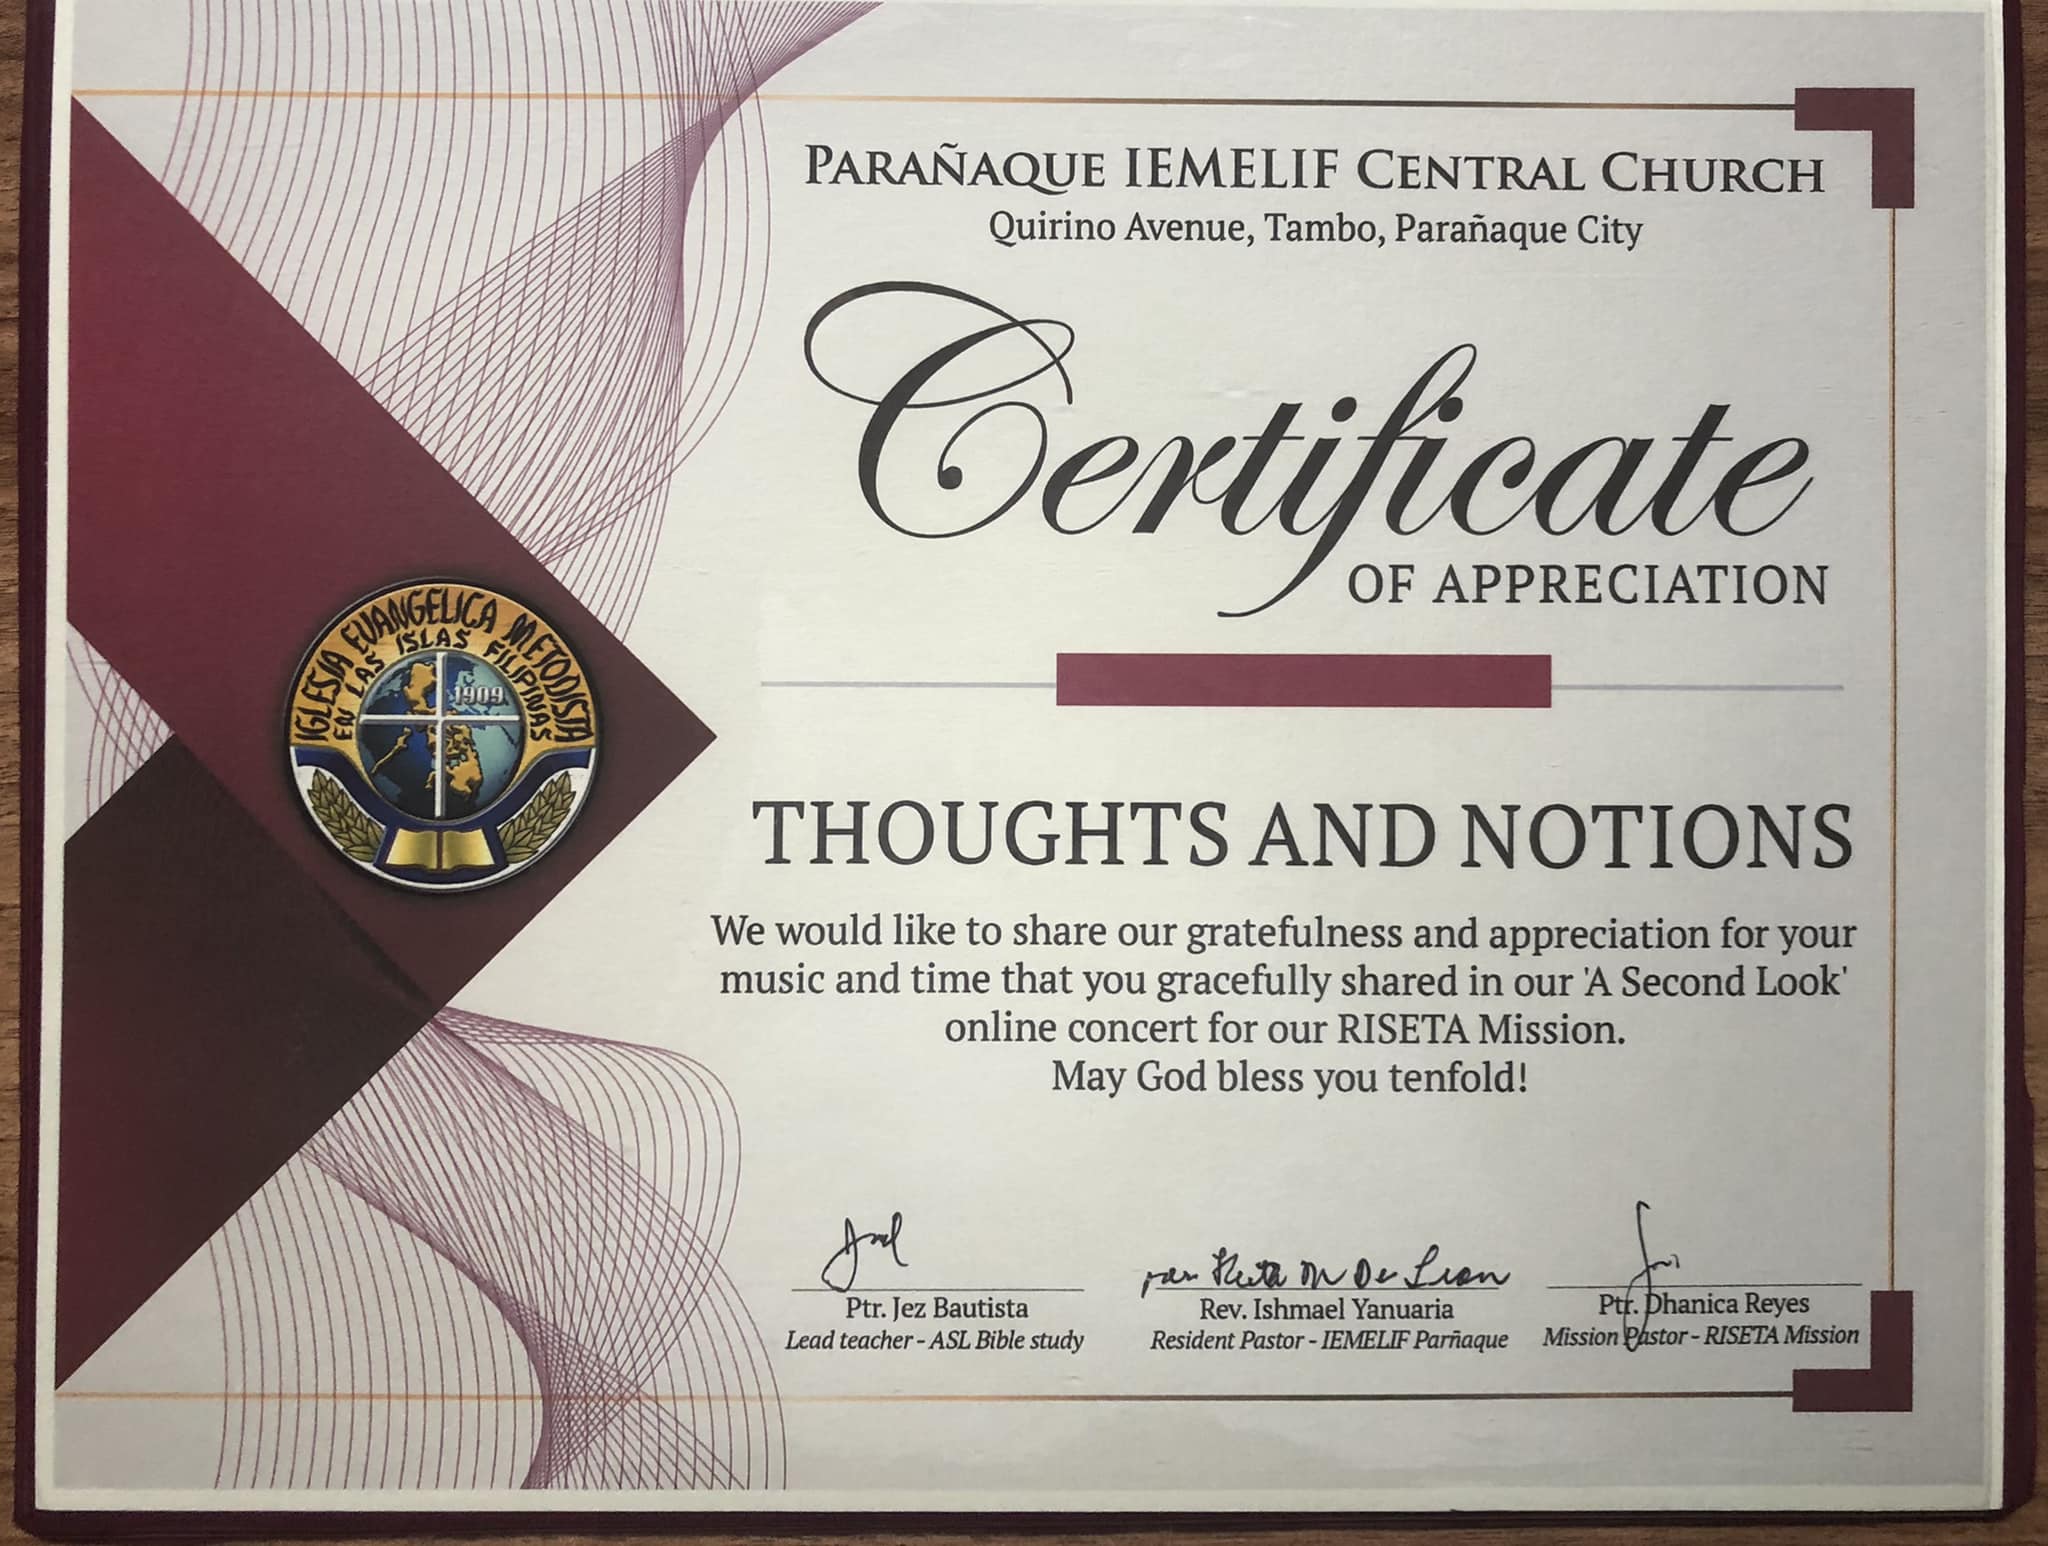 PARAÑAQUE IEMELIF CENTRAL CHURCH
Quirino Avenue, Tambo, Parañaque City
Certificate
OF APPRECIATION
IGLESIA EVANGELICA METODISTA
EN LAS ISLAS FILIPINAS
1909
THOUGHTS AND NOTIONS
We would like to share our gratefulness and appreciation for your
music and time that you gracefully shared in our 'A Second Look'
online concert for our RISETA Mission.
May God bless you tenfold!
De Leon
Ptr. Jez Bautista
Lead teacher - ASL Bible study
Rev. Ishmael Yanuaria
Resident Pastor - IEMELIF Parñaque
Ptr. Dhanica Reyes
Mission Pastor - RISETA Mission